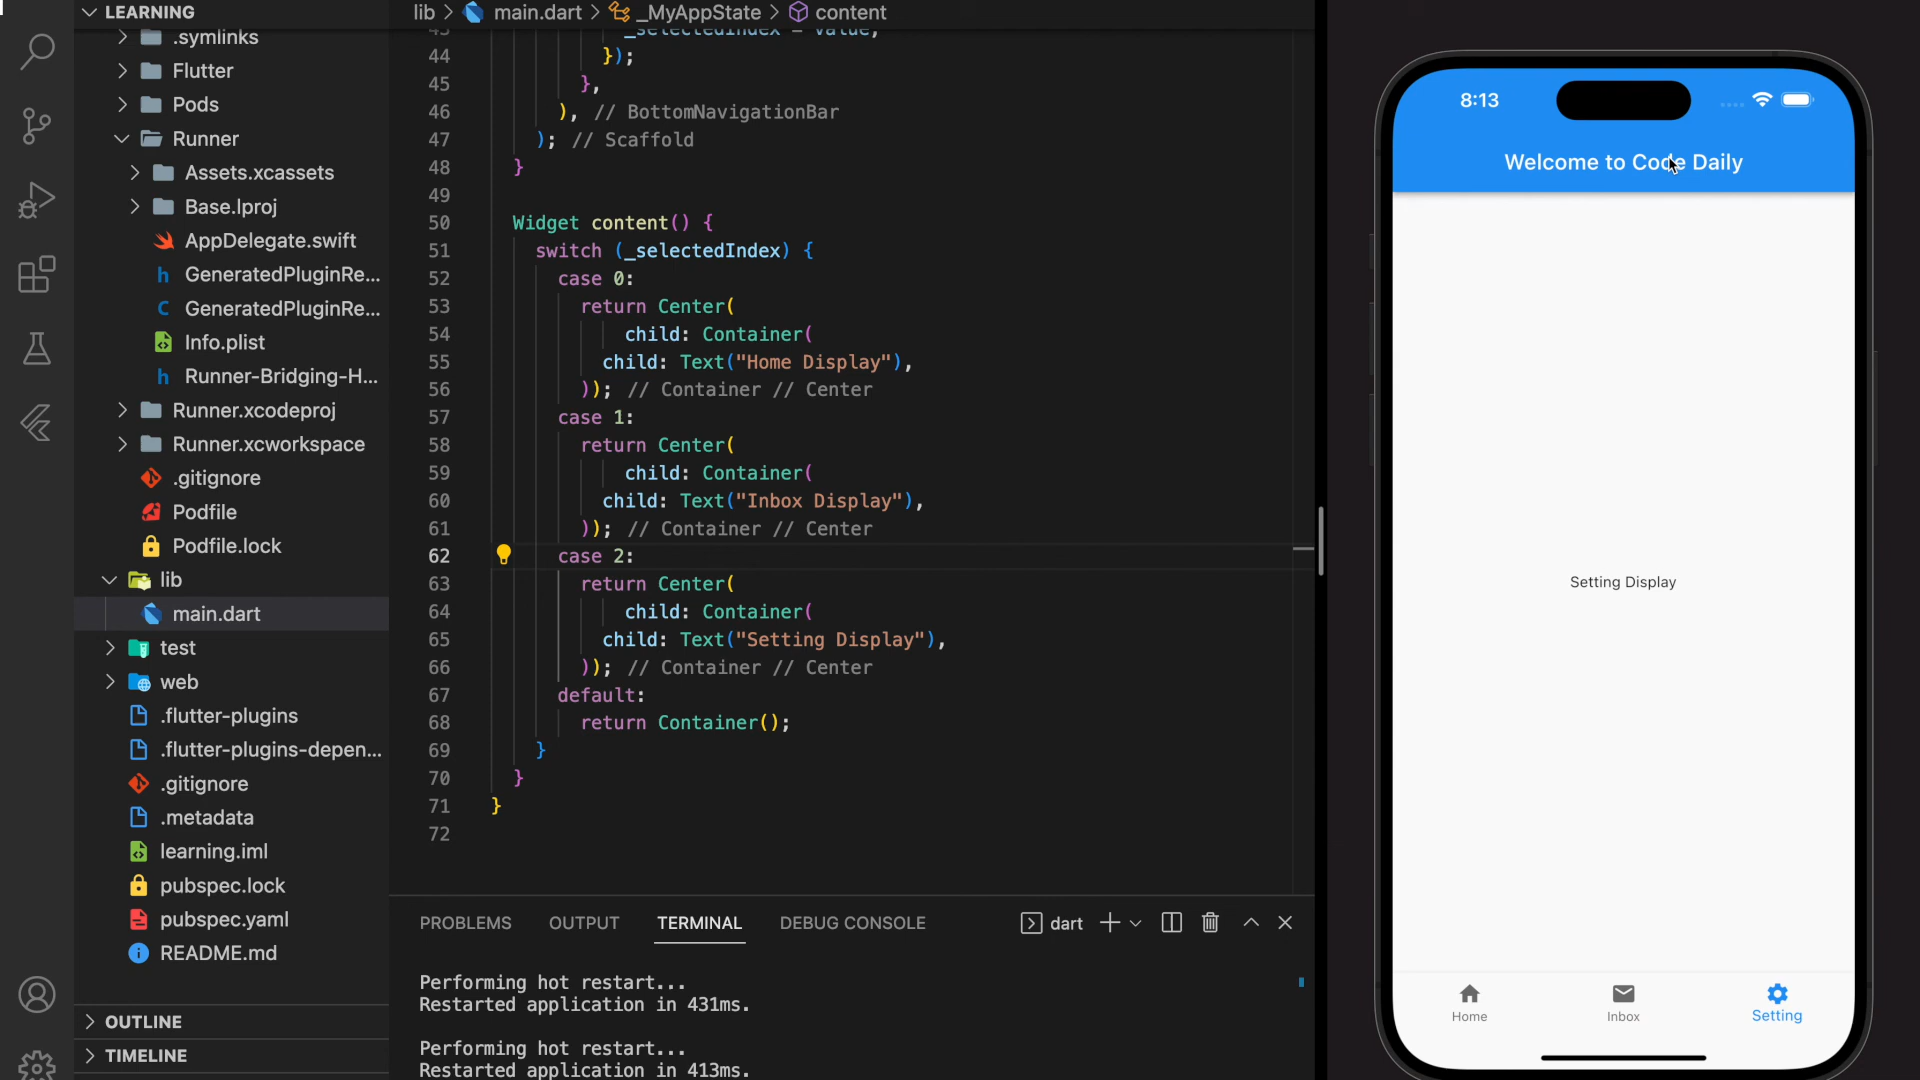 LEARNING
.symlinks
Flutter
Pods
Runner
Assets.xcassets
Base.lproj
AppDelegate.swift
h GeneratedPluginRe...
C GeneratedPluginRe...
Info.plist
h Runner-Bridging-H...
Runner.xcodeproj
Runner.xcworkspace
.gitignore
Podfile
Podfile.lock
lib
main.dart
test
web
.flutter-plugins
.flutter-plugins-depen...
.gitignore
.metadata
learning.iml
pubspec.lock
pubspec.yaml
README.md
OUTLINE
TIMELINE
lib > main.dart > _MyAppState > content
43 _selectedIndex = value;
44 });
45 },
46 ), // BottomNavigationBar
47 ); // Scaffold
48 }
49
50 Widget content() {
51 switch (_selectedIndex) {
52 case 0:
53 return Center(
54 child: Container(
55 child: Text("Home Display"),
56 )); // Container // Center
57 case 1:
58 return Center(
59 child: Container(
60 child: Text("Inbox Display"),
61 )); // Container // Center
62 case 2:
63 return Center(
64 child: Container(
65 child: Text("Setting Display"),
66 )); // Container // Center
67 default:
68 return Container();
69 }
70 }
71 }
72
PROBLEMS OUTPUT TERMINAL DEBUG CONSOLE dart
Performing hot restart...
Restarted application in 431ms.
Performing hot restart...
Restarted application in 413ms.
8:13
Welcome to Code Daily
Setting Display
Home Inbox Setting